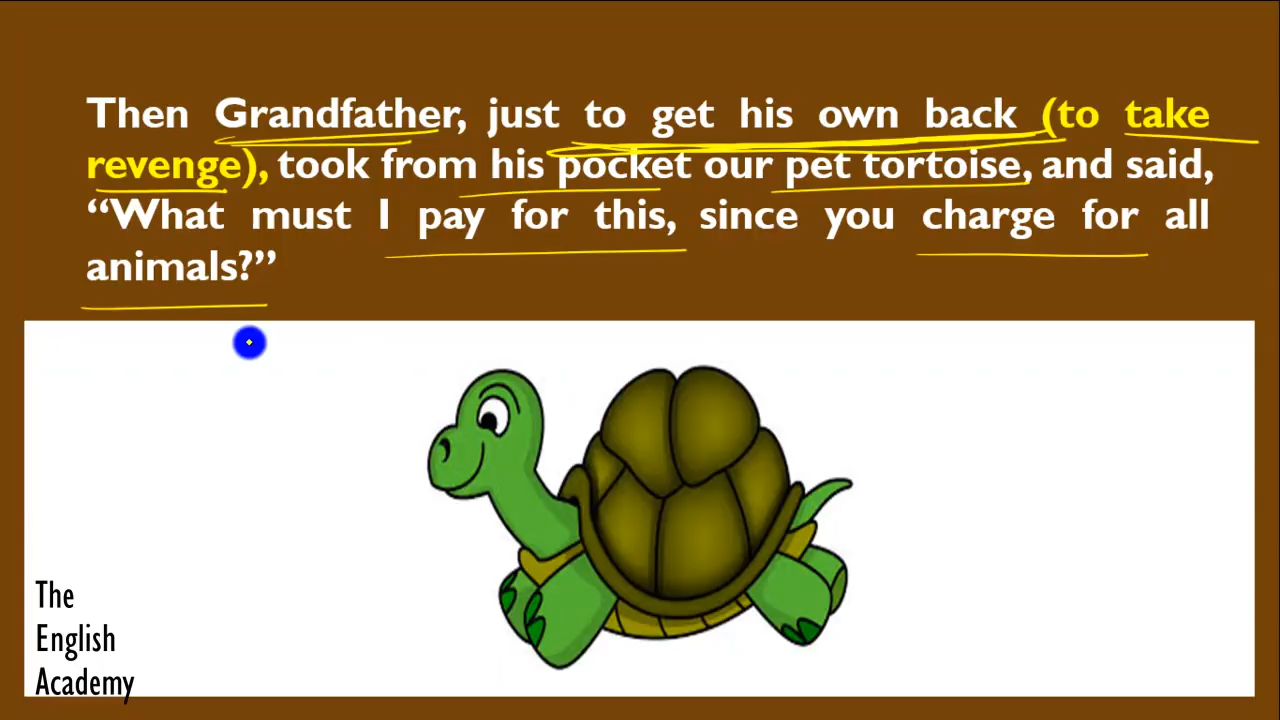 Then Grandfather, just to get his own back (to take
revenge), took from his pocket our pet tortoise, and said,
“What must I pay for this, since you charge for all
animals?”
The
English
Academy